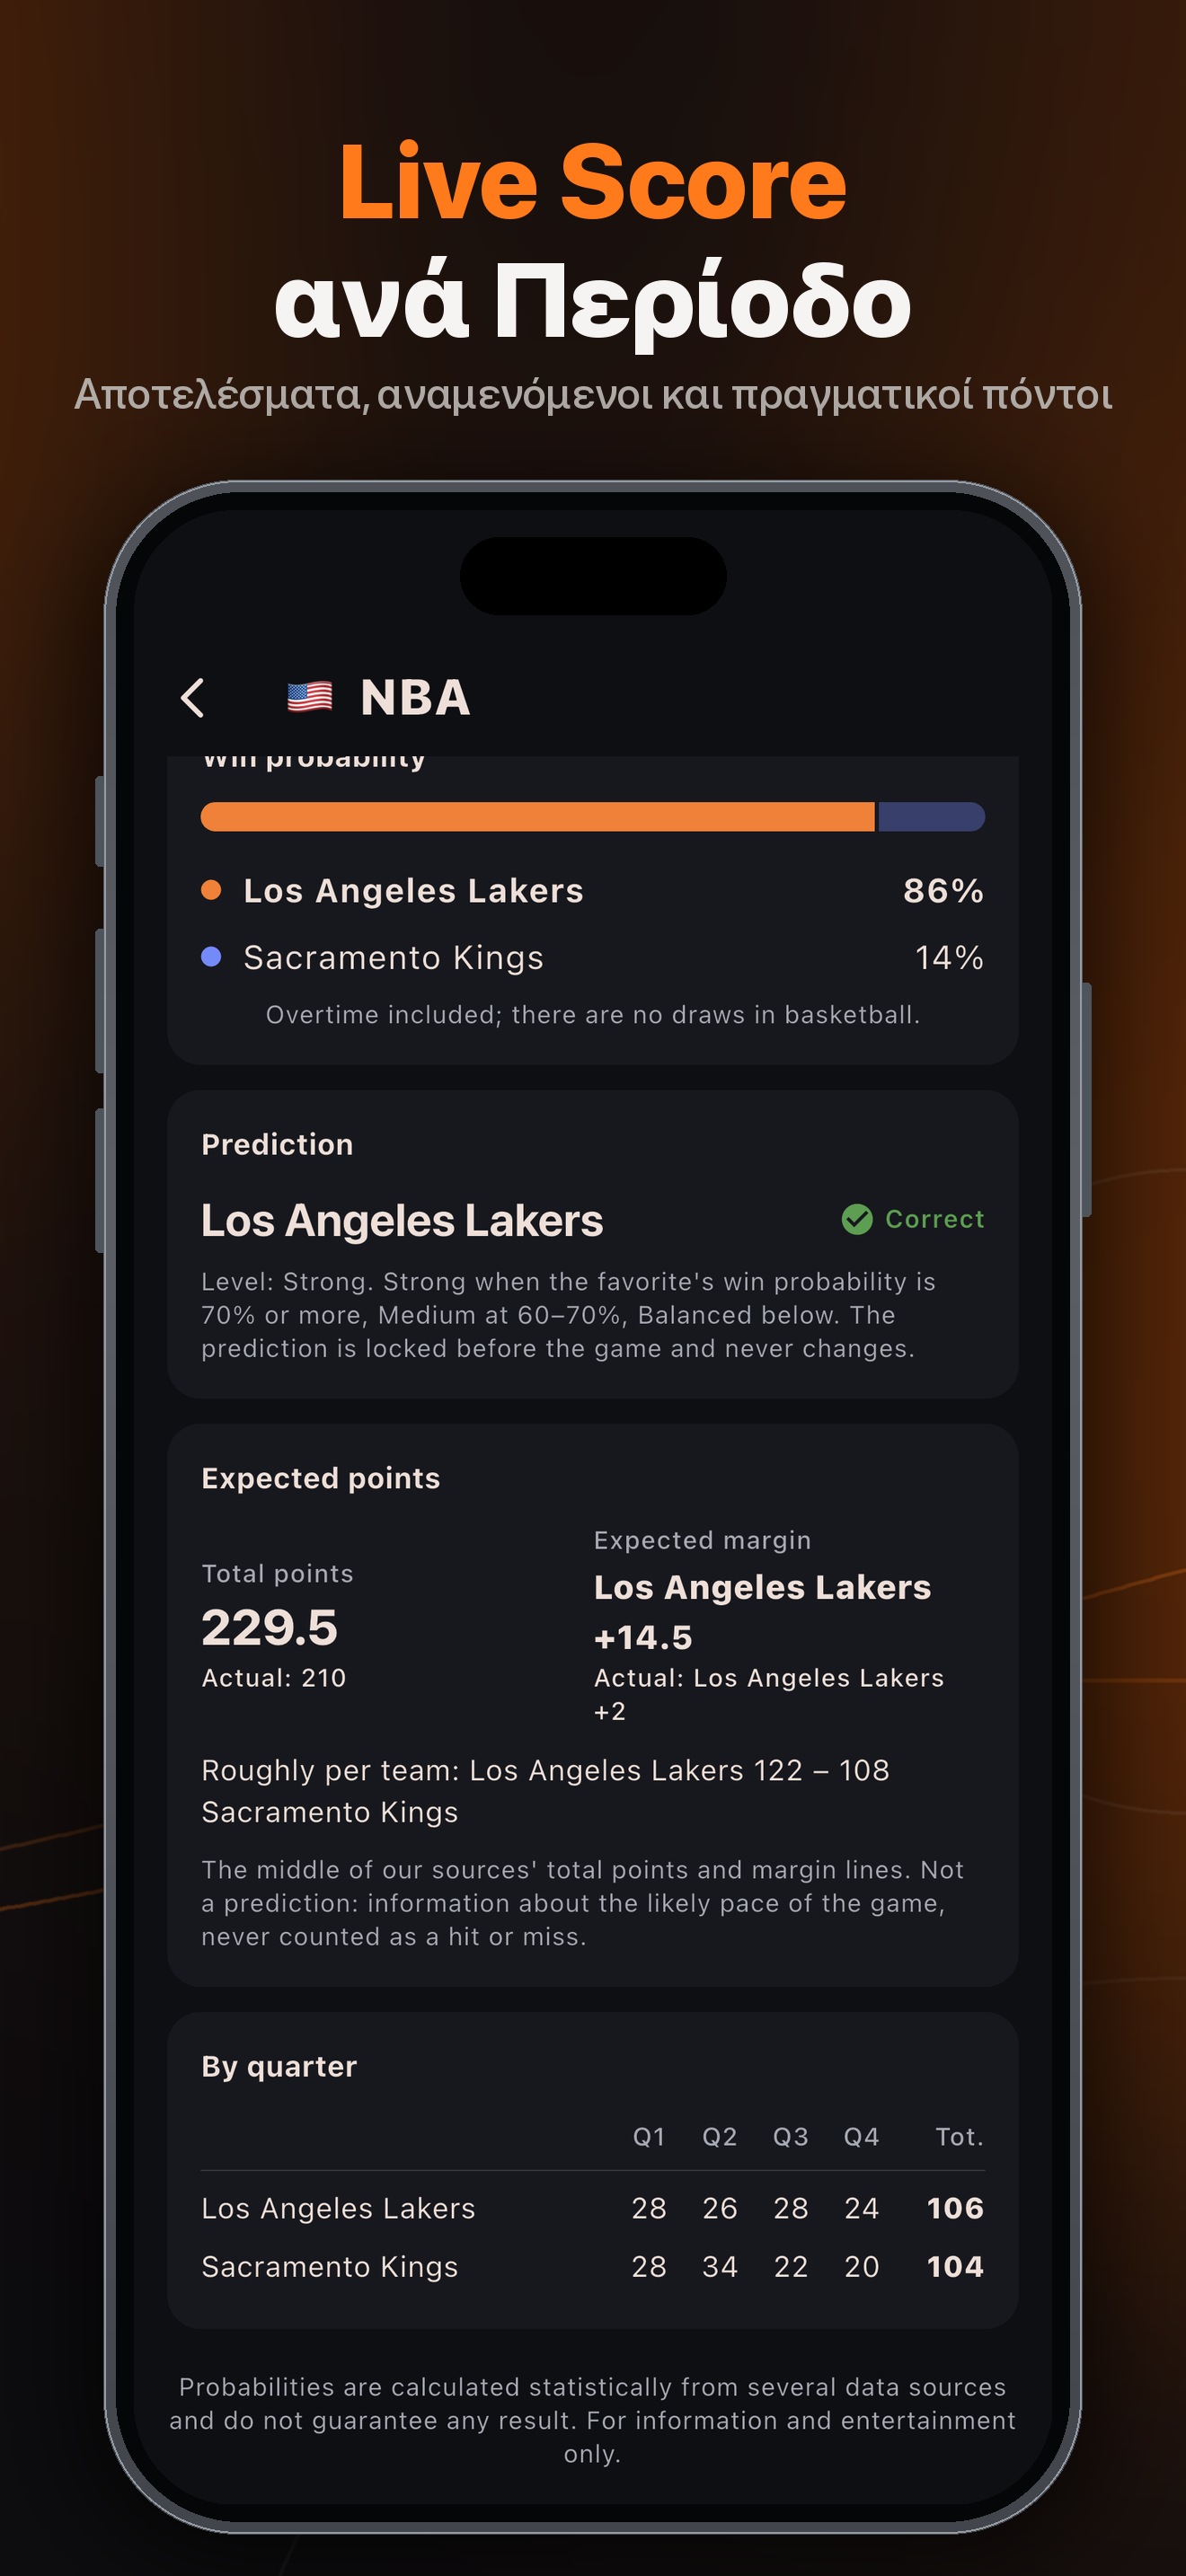 Live Score
ανά Περίοδο
Αποτελέσματα, αναμενόμενοι και πραγματικοί πόντοι
NBA
Win probability
Los Angeles Lakers 86%
Sacramento Kings 14%
Overtime included; there are no draws in basketball.
Prediction
Los Angeles Lakers Correct
Level: Strong. Strong when the favorite's win probability is
70% or more, Medium at 60–70%, Balanced below. The
prediction is locked before the game and never changes.
Expected points
Total points
229.5
Actual: 210
Expected margin
Los Angeles Lakers
+14.5
Actual: Los Angeles Lakers
+2
Roughly per team: Los Angeles Lakers 122 – 108
Sacramento Kings
The middle of our sources' total points and margin lines. Not
a prediction: information about the likely pace of the game,
never counted as a hit or miss.
By quarter
Q1 Q2 Q3 Q4 Tot.
Los Angeles Lakers 28 26 28 24 106
Sacramento Kings 28 34 22 20 104
Probabilities are calculated statistically from several data sources
and do not guarantee any result. For information and entertainment
only.